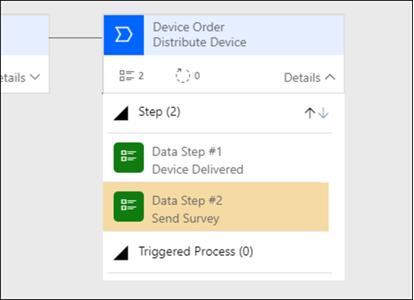 Device Order
Distribute Device
etails
2
0
Details
Step (2)
Data Step #1
Device Delivered
Data Step #2
Send Survey
Triggered Process (0)